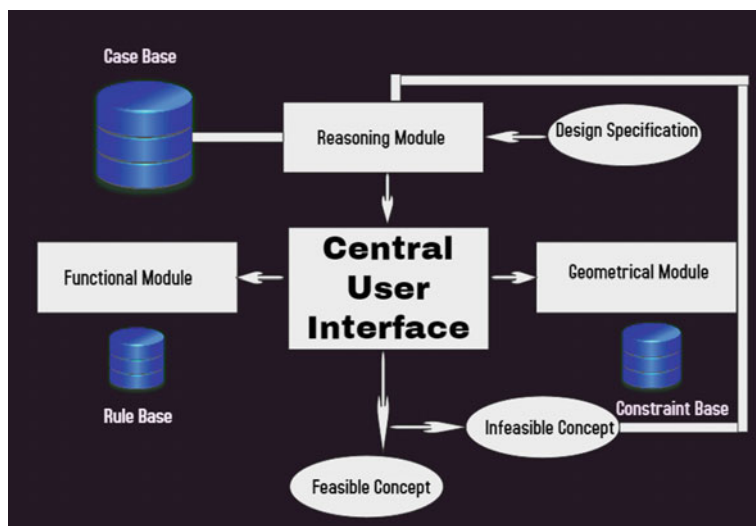 Case Base
Reasoning Module
Design Specification
Functional Module
Central
User
Interface
Geometrical Module
Rule Base
Constraint Base
Infeasible Concept
Feasible Concept